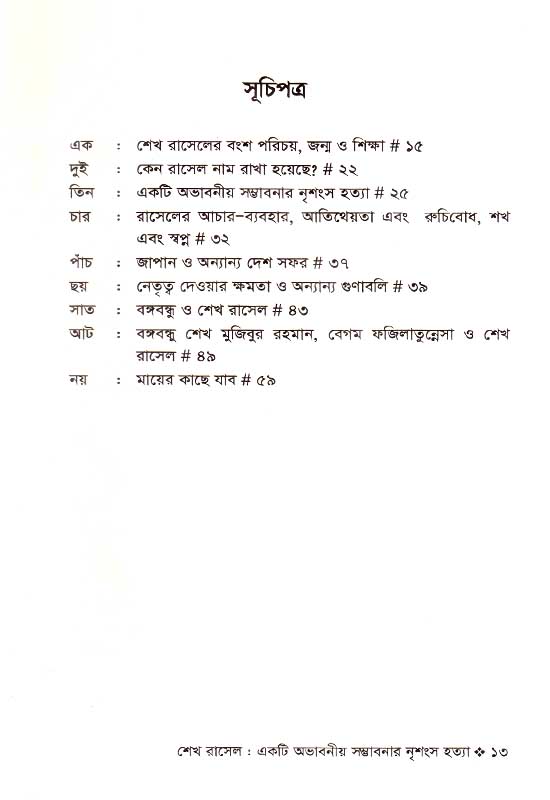 সূচিপত্র
এক : শেখ রাসেলের বংশ পরিচয়, জন্ম ও শিক্ষা # ১৫
দুই : কেন রাসেল নাম রাখা হয়েছে? # ২২
তিন : একটি অভাবনীয় সম্ভাবনার নৃশংস হত্যা # ২৫
চার : রাসেলের আচার-ব্যবহার, আতিথেয়তা এবং রুচিবোধ, শখ
এবং স্বপ্ন # ৩২
পাঁচ : জাপান ও অন্যান্য দেশ সফর # ৩৭
ছয় : নেতৃত্ব দেওয়ার ক্ষমতা ও অন্যান্য গুণাবলি # ৩৯
সাত : বঙ্গবন্ধু ও শেখ রাসেল # ৪৩
আট : বঙ্গবন্ধু শেখ মুজিবুর রহমান, বেগম ফজিলাতুন্নেসা ও শেখ
রাসেল # ৪৯
নয় : মায়ের কাছে যাব # ৫৯
শেখ রাসেল : একটি অভাবনীয় সম্ভাবনার নৃশংস হত্যা ❖ ১৩